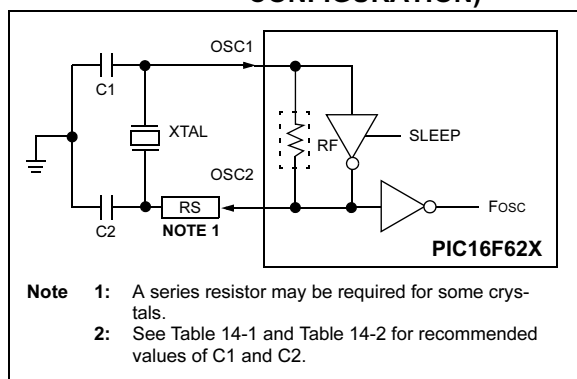 CONFIGURATION)
OSC1
C1
XTAL
RF
SLEEP
OSC2
RS
FOSC
C2
NOTE 1
PIC16F62X
Note 1: A series resistor may be required for some crys-
tals.
2: See Table 14-1 and Table 14-2 for recommended
values of C1 and C2.